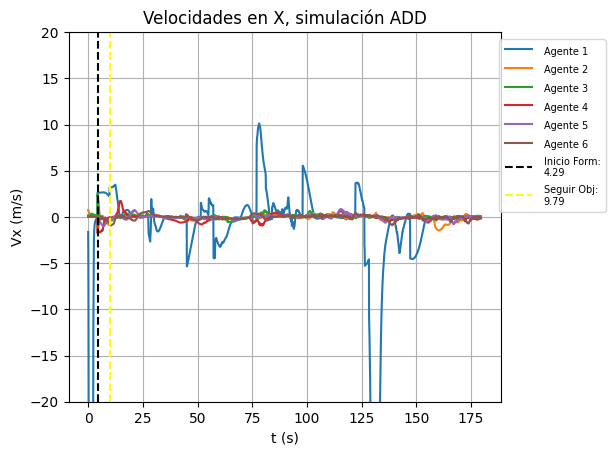 Velocidades en X, simulación ADD
Vx (m/s)
20
15
10
5
0
−5
−10
−15
−20
0
25
50
75
100
125
150
175
t (s)
Agente 1
Agente 2
Agente 3
Agente 4
Agente 5
Agente 6
Inicio Form:
4.29
Seguir Obj:
9.79